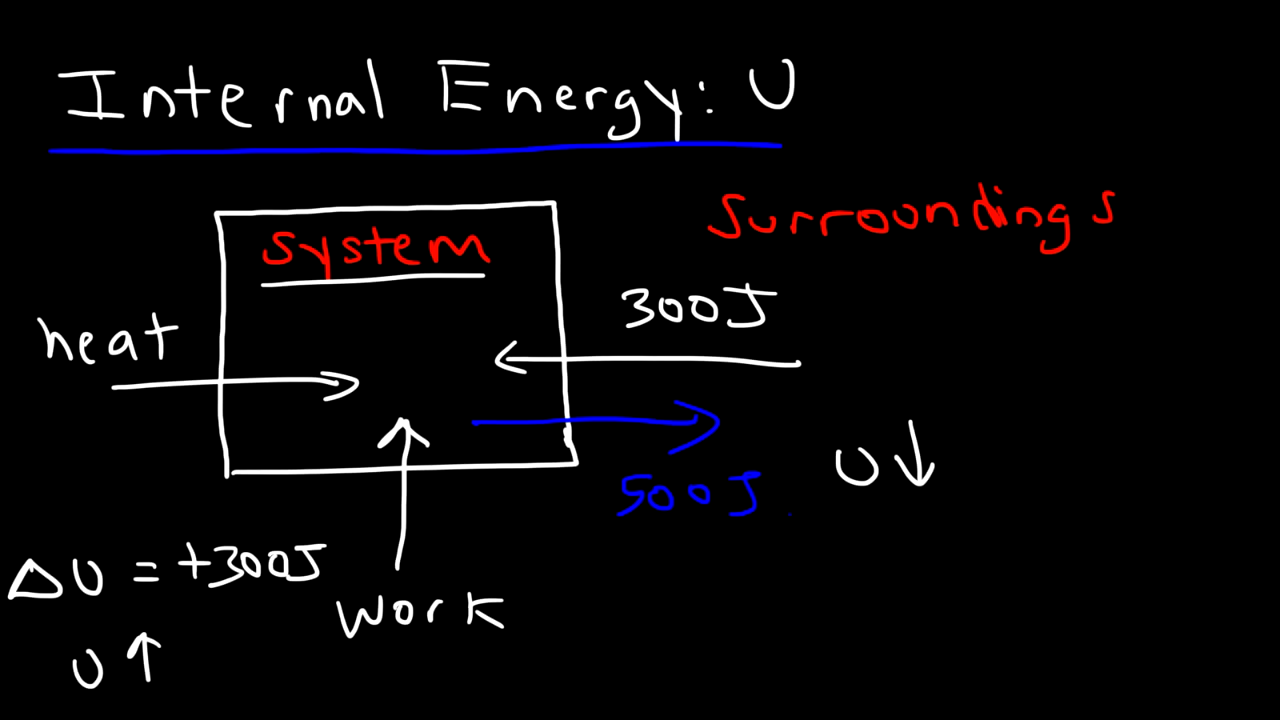 Internal Energy: U
Surroundings
System
300J
heat
U↓
500J
ΔU = +300J
Work
U↑